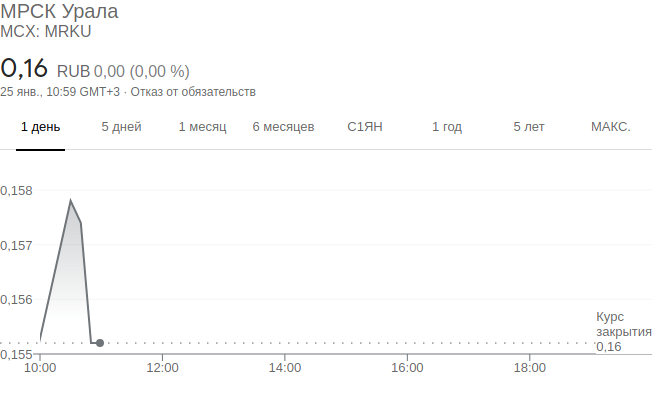 МРСК Урала
MCX: MRKU
0,16 RUB 0,00 (0,00 %)
25 янв., 10:59 GMT+3 · Отказ от обязательств
1 день 5 дней 1 месяц 6 месяцев С1ЯН 1 год 5 лет МАКС.
0,158
0,157
0,156
0,155
Курс
закрытия
0,16
10:00 12:00 14:00 16:00 18:00